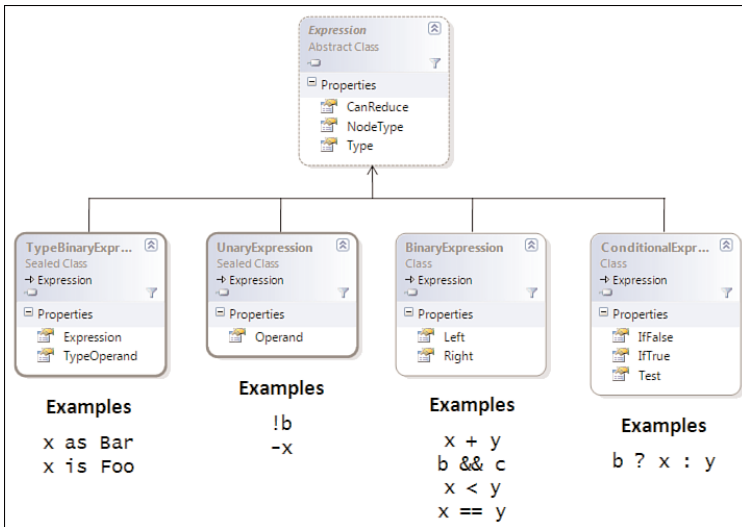 Expression
Abstract Class
Properties
CanReduce
NodeType
Type
TypeBinaryExpr...
Sealed Class
Expression
Properties
Expression
TypeOperand
Examples
x as Bar
x is Foo
UnaryExpression
Sealed Class
Expression
Properties
Operand
Examples
!b
-x
BinaryExpression
Class
Expression
Properties
Left
Right
Examples
x + y
b && c
x < y
x == y
ConditionalExpr...
Class
Expression
Properties
IfFalse
IfTrue
Test
Examples
b ? x : y